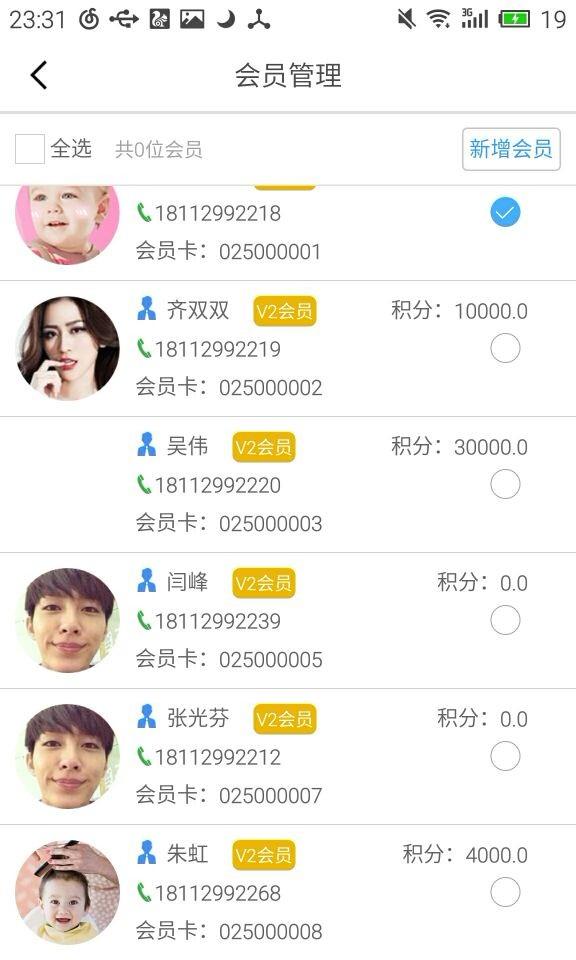 23:31 3G 19
会员管理
全选 共0位会员 新增会员
18112992218
会员卡：025000001
齐双双 V2会员 积分：10000.0
18112992219
会员卡：025000002
吴伟 V2会员 积分：30000.0
18112992220
会员卡：025000003
闫峰 V2会员 积分：0.0
18112992239
会员卡：025000005
张光芬 V2会员 积分：0.0
18112992212
会员卡：025000007
朱虹 V2会员 积分：4000.0
18112992268
会员卡：025000008